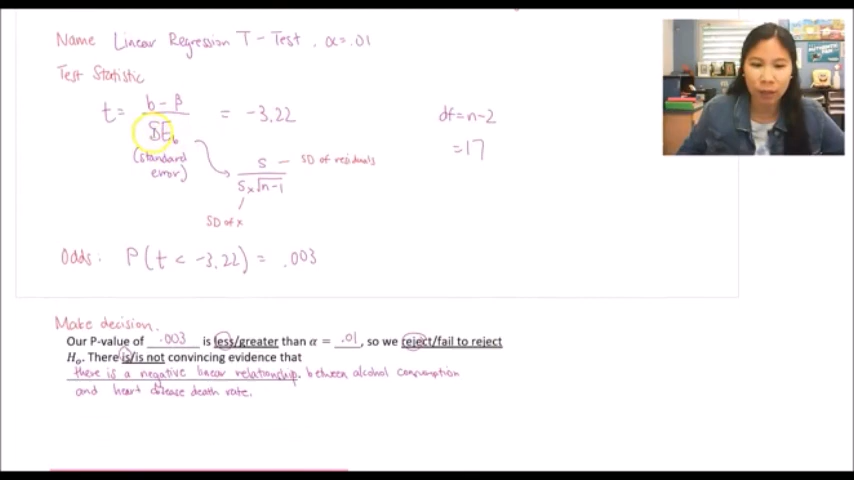 Name Linear Regression T-Test, α=.01
Test Statistic
t = b - β / SE_b = -3.22
df = n-2
= 17
(standard error)
s / s_x√n-1
SD of residuals
SD of x
Odds: P(t < -3.22) = .003
Make decision.
Our P-value of .003 is less/greater than α = .01, so we reject/fail to reject
H₀. There is/is not convincing evidence that
there is a negative linear relationship. between alcohol consumption
and heart disease death rate.